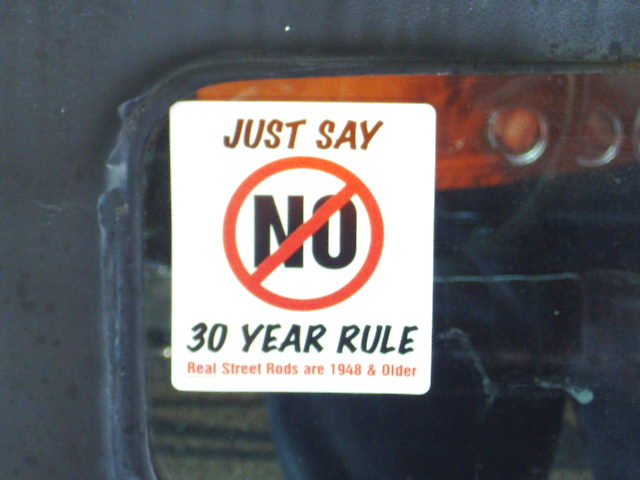 JUST SAY
NO
30 YEAR RULE
Real Street Rods are 1948 & Older